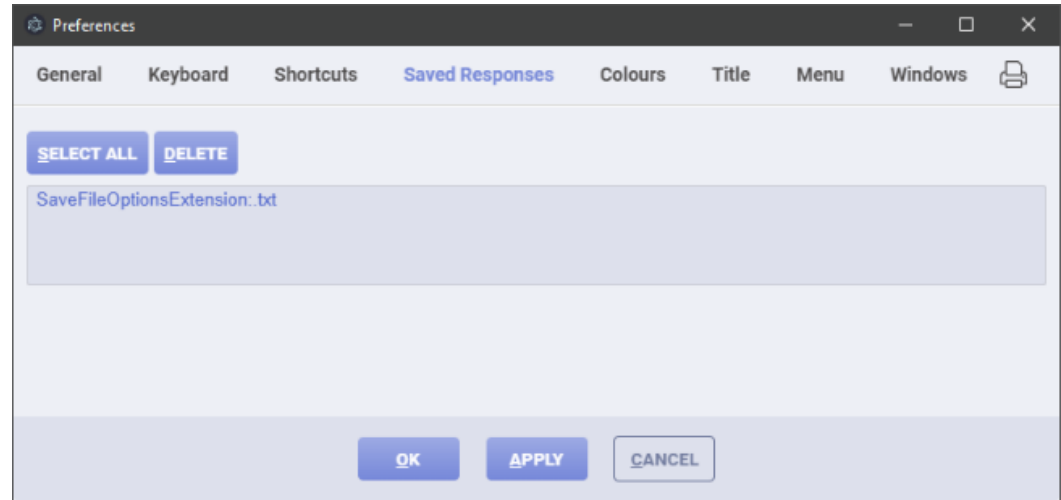 Preferences
General Keyboard Shortcuts Saved Responses Colours Title Menu Windows
SELECT ALL DELETE
SaveFileOptionsExtension:.txt
OK APPLY CANCEL